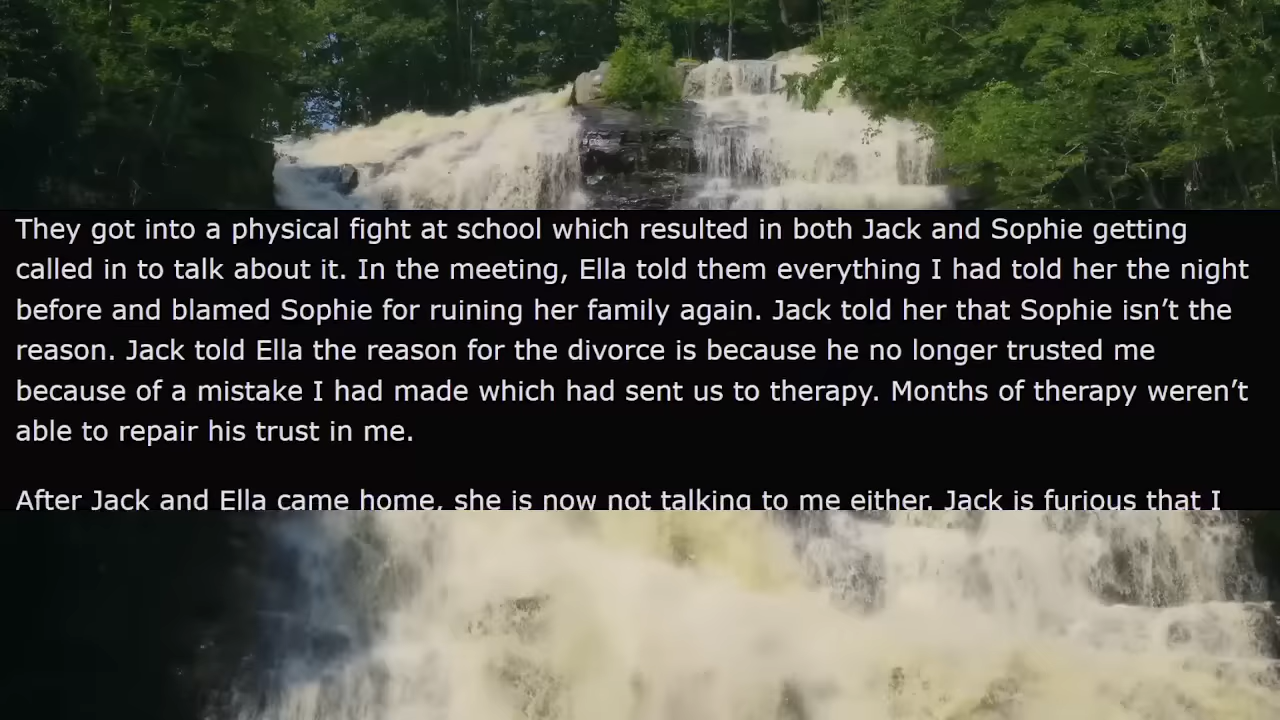 They got into a physical fight at school which resulted in both Jack and Sophie getting
called in to talk about it. In the meeting, Ella told them everything I had told her the night
before and blamed Sophie for ruining her family again. Jack told her that Sophie isn’t the
reason. Jack told Ella the reason for the divorce is because he no longer trusted me
because of a mistake I had made which had sent us to therapy. Months of therapy weren’t
able to repair his trust in me.
After Jack and Ella came home, she is now not talking to me either. Jack is furious that I